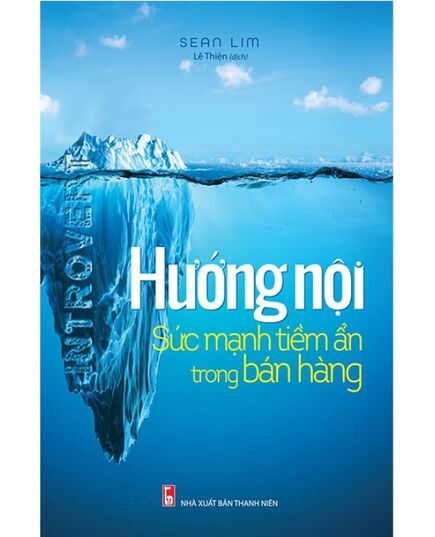 SEAN LIM
Lê Thiện (dịch)
INTROVERT
Hướng nội
Sức mạnh tiềm ẩn
trong bán hàng
NHÀ XUẤT BẢN THANH NIÊN